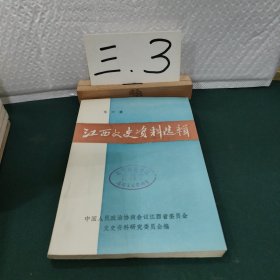 三.3
江西文史资料选辑
中国人民政治协商会议江西省委员会
文史资料研究委员会编